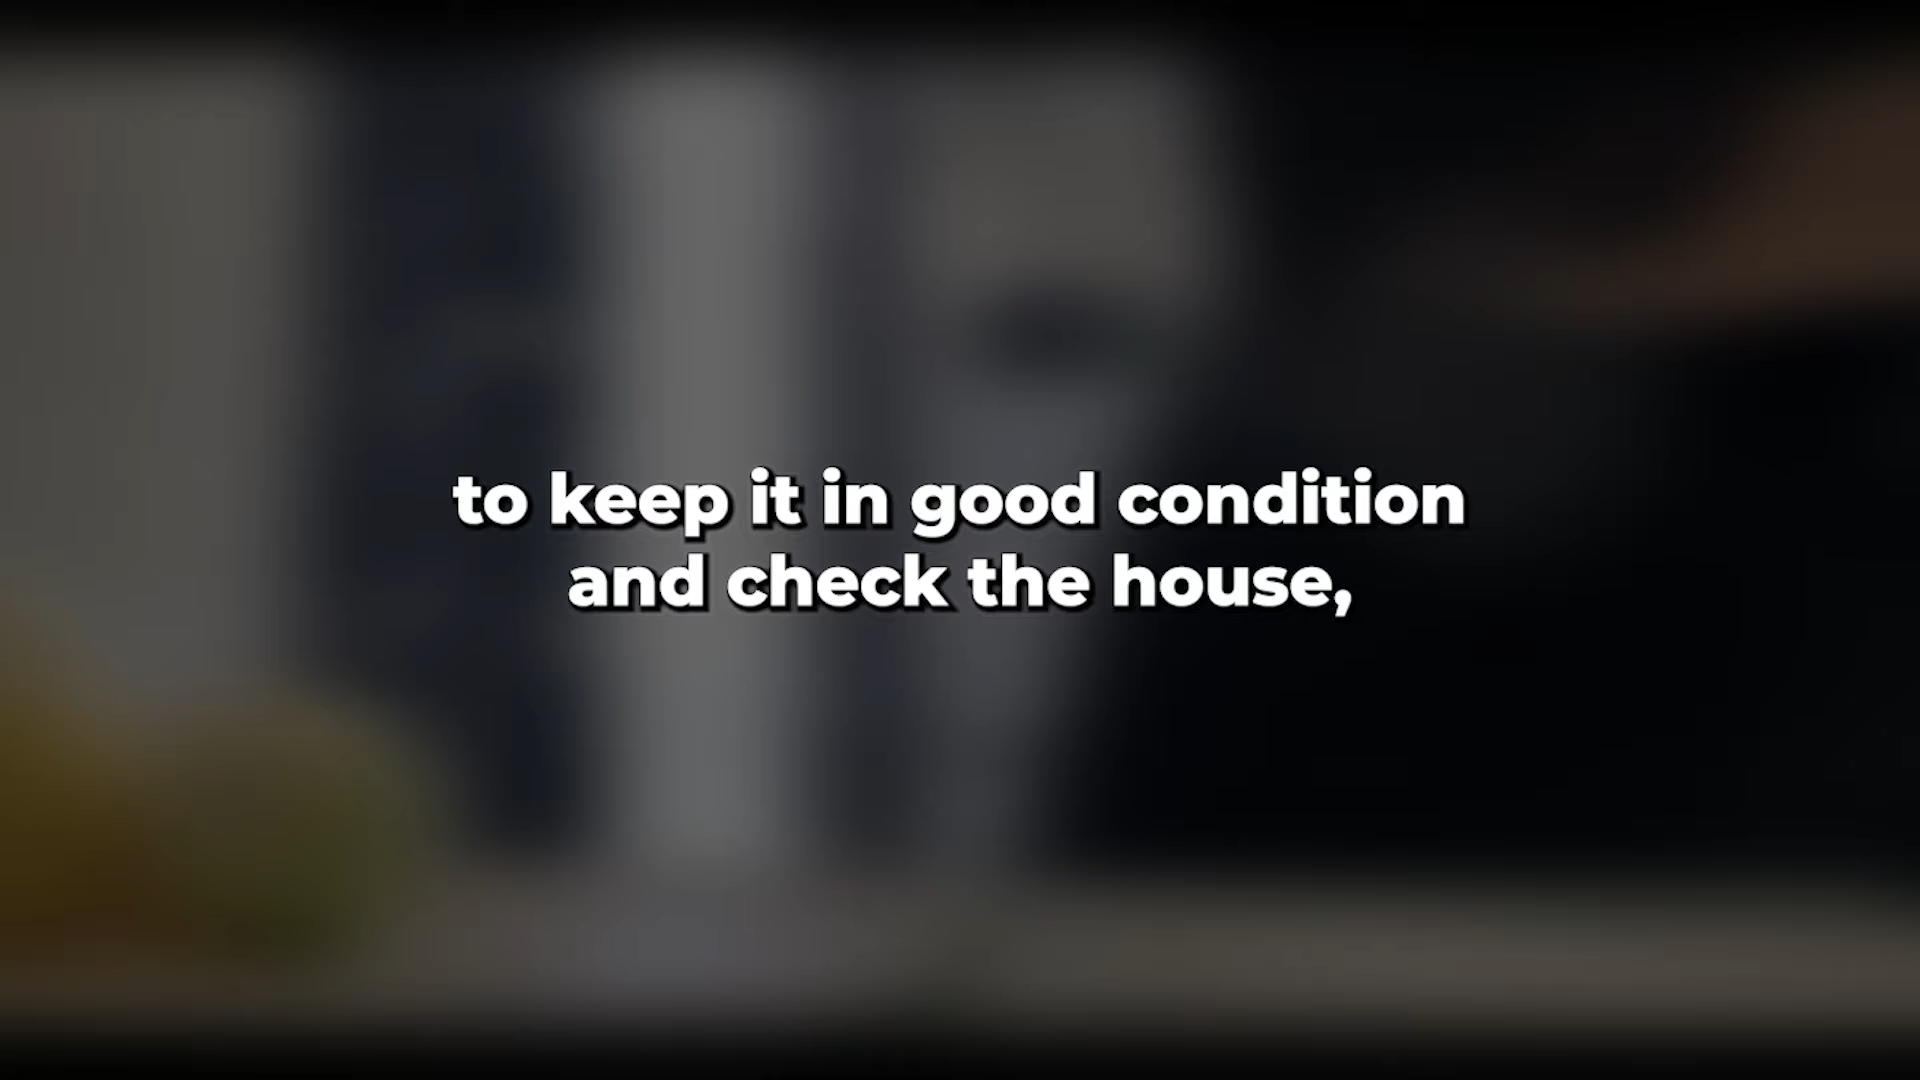 to keep it in good condition
and check the house,